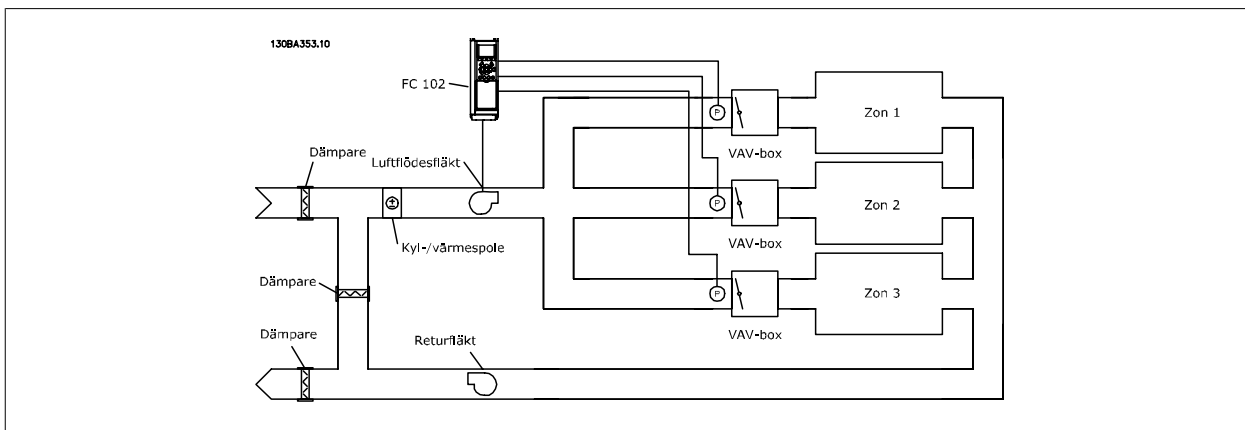 130BA353.10
FC 102
Dämpare
Luftflödesfläkt
P
VAV-box
Zon 1
P
VAV-box
Zon 2
Kyl-/värmespole
Dämpare
P
VAV-box
Zon 3
Dämpare
Returfläkt